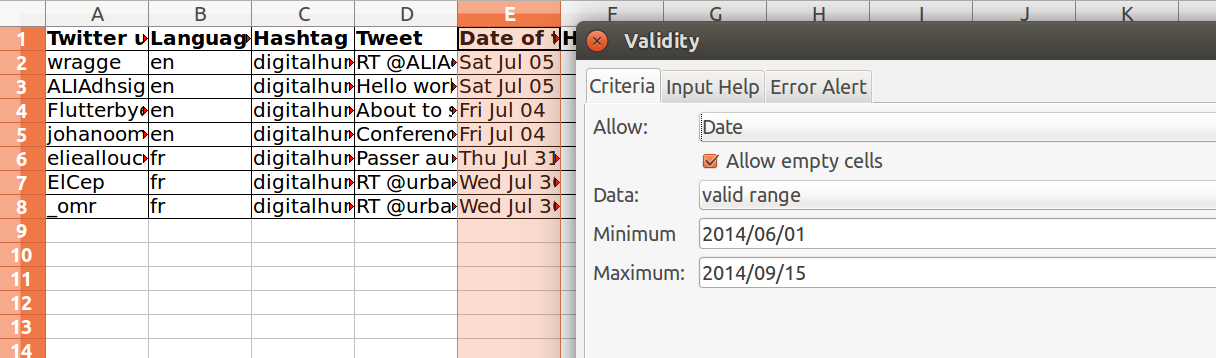 A B C D E F G H I J K
1 Twitter u Languag Hashtag Tweet Date of t H
2 wragge en digitalhur RT @ALIA Sat Jul 05
3 ALIAdhsig en digitalhur Hello worl Sat Jul 05
4 Flutterbye en digitalhur About to s Fri Jul 04
5 johanoom en digitalhur Conferenc Fri Jul 04
6 elieallouc fr digitalhur Passer au Thu Jul 31
7 ElCep fr digitalhur RT @urba Wed Jul 3
8 _omr fr digitalhur RT @urba Wed Jul 3
9
10
11
12
13
14
Validity
Criteria Input Help Error Alert
Allow: Date
Allow empty cells
Data: valid range
Minimum 2014/06/01
Maximum: 2014/09/15